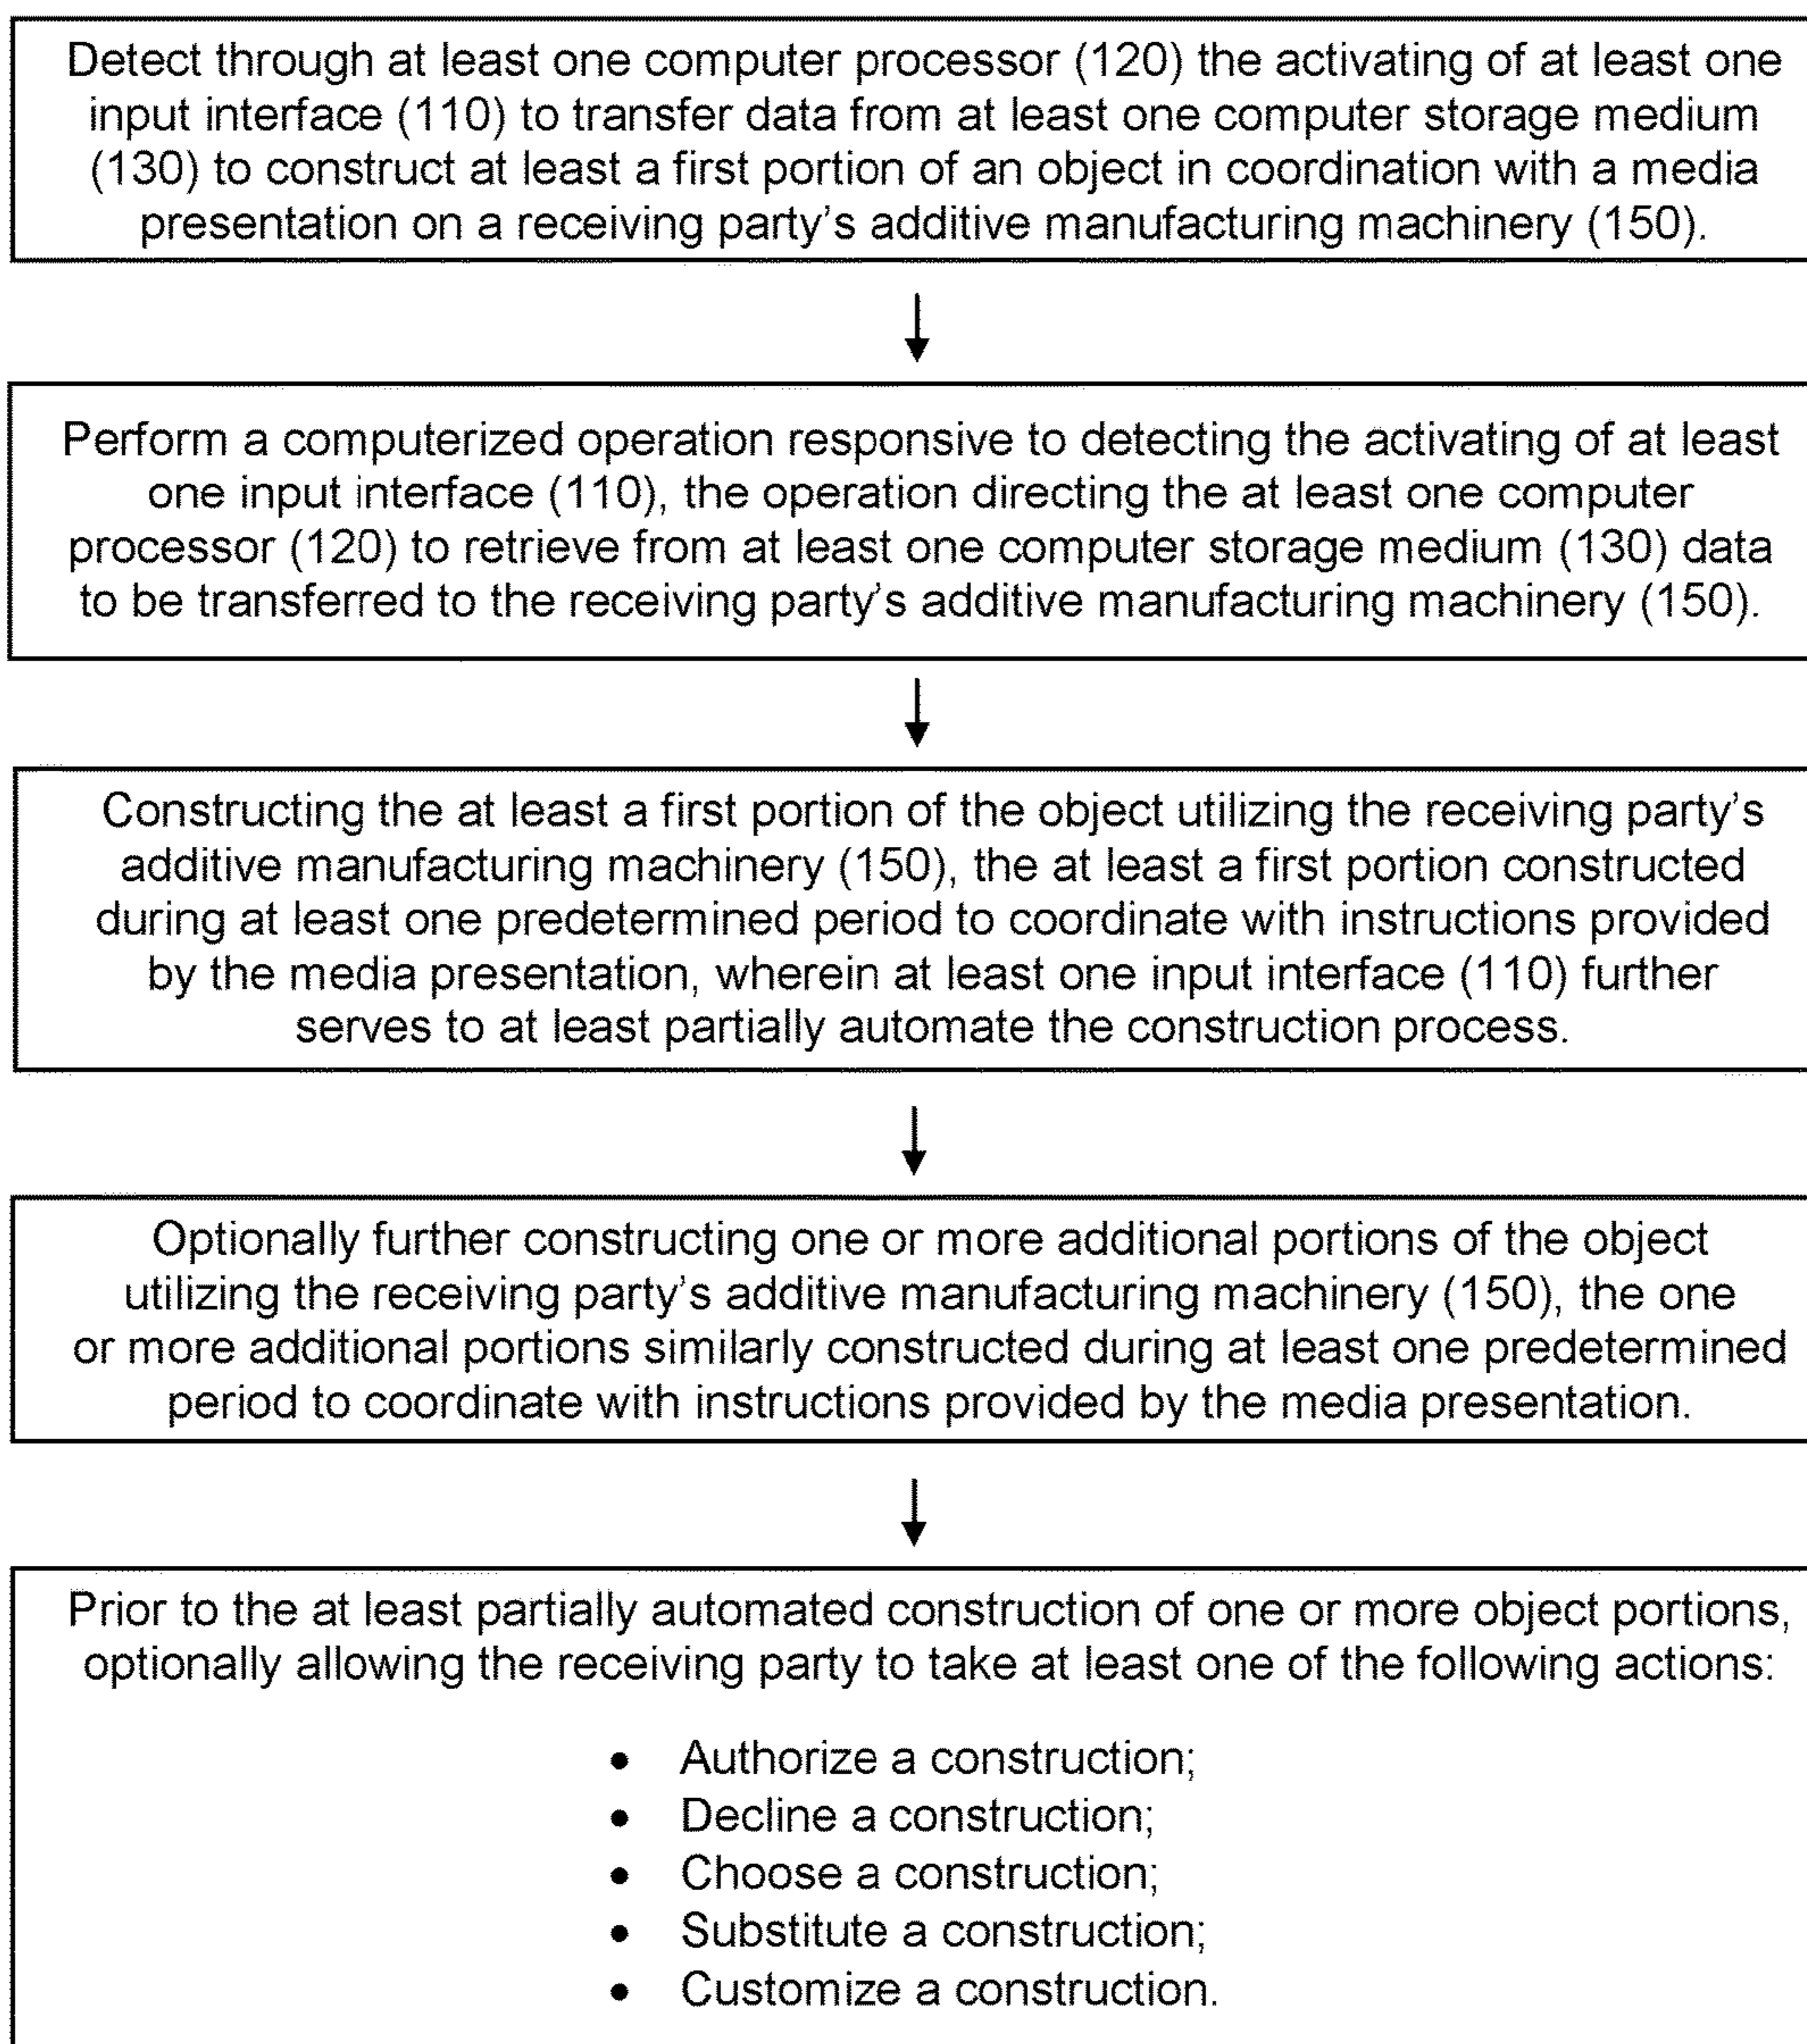 Detect through at least one computer processor (120) the activating of at least one
input interface (110) to transfer data from at least one computer storage medium
(130) to construct at least a first portion of an object in coordination with a media
presentation on a receiving party's additive manufacturing machinery (150).
Perform a computerized operation responsive to detecting the activating of at least
one input interface (110), the operation directing the at least one computer
processor (120) to retrieve from at least one computer storage medium (130) data
to be transferred to the receiving party's additive manufacturing machinery (150).
Constructing the at least a first portion of the object utilizing the receiving party's
additive manufacturing machinery (150), the at least a first portion constructed
during at least one predetermined period to coordinate with instructions provided
by the media presentation, wherein at least one input interface (110) further
serves to at least partially automate the construction process.
Optionally further constructing one or more additional portions of the object
utilizing the receiving party's additive manufacturing machinery (150), the one
or more additional portions similarly constructed during at least one predetermined
period to coordinate with instructions provided by the media presentation.
Prior to the at least partially automated construction of one or more object portions,
optionally allowing the receiving party to take at least one of the following actions:
• Authorize a construction;
• Decline a construction;
• Choose a construction;
• Substitute a construction;
• Customize a construction.